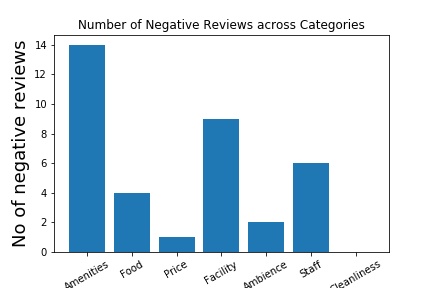 Number of Negative Reviews across Categories
No of negative reviews
14
12
10
8
6
4
2
0
Amenities
Food
Price
Facility
Ambience
Staff
Cleanliness